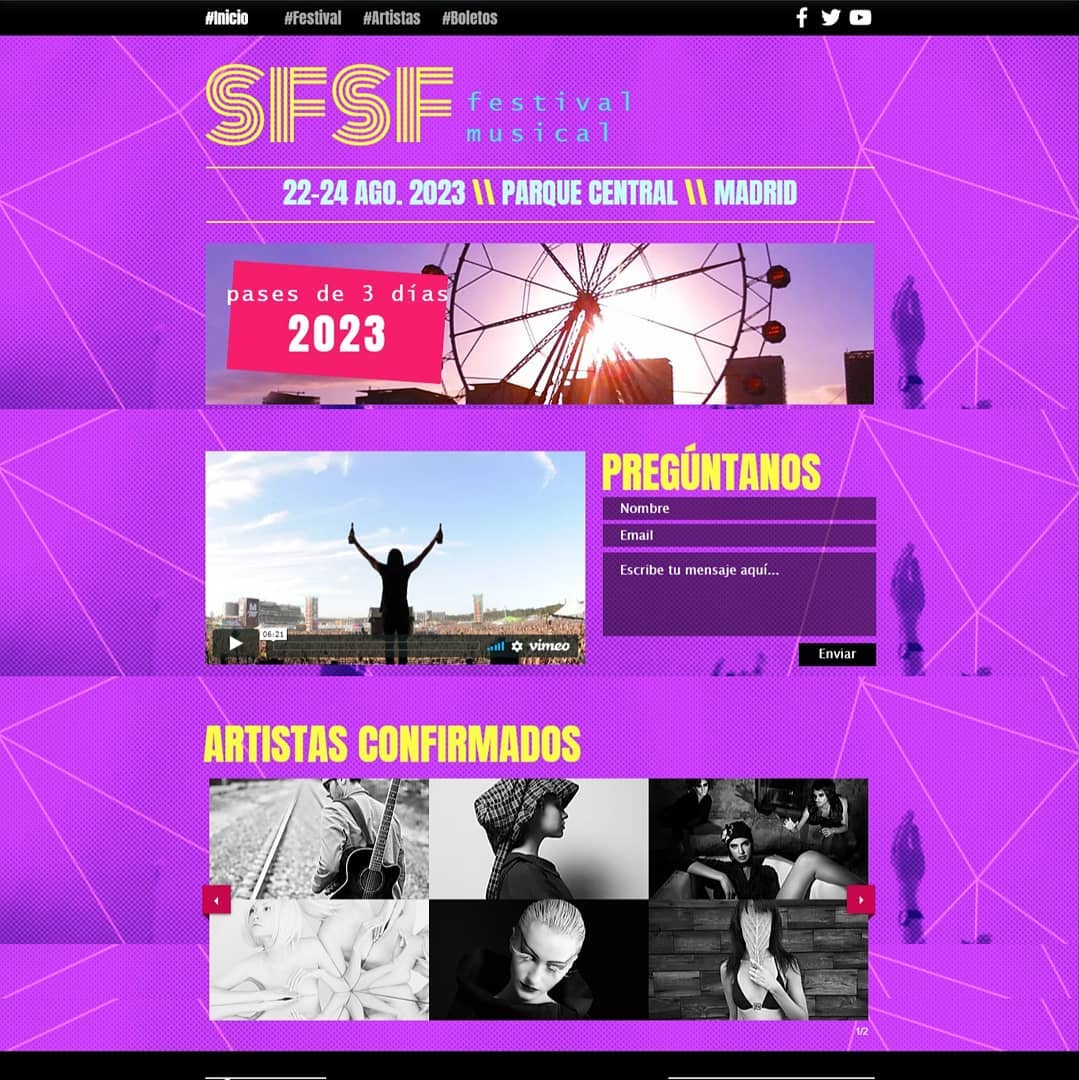 #Inicio #Festival #Artistas #Boletos
SFSF
festival
musical
22-24 AGO. 2023 \\ PARQUE CENTRAL \\ MADRID
pases de 3 días
2023
PREGÚNTANOS
Nombre
Email
Escribe tu mensaje aquí...
Enviar
06:21
vimeo
ARTISTAS CONFIRMADOS
1/2